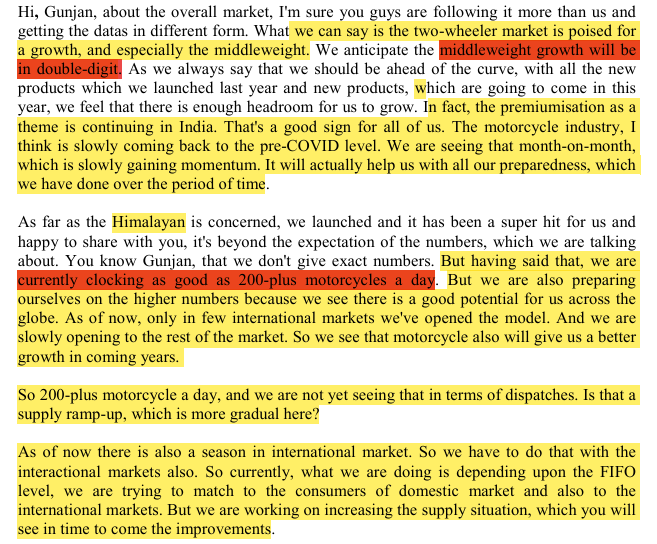 Hi, Gunjan, about the overall market, I'm sure you guys are following it more than us and
getting the datas in different form. What we can say is the two-wheeler market is poised for
a growth, and especially the middleweight. We anticipate the middleweight growth will be
in double-digit. As we always say that we should be ahead of the curve, with all the new
products which we launched last year and new products, which are going to come in this
year, we feel that there is enough headroom for us to grow. In fact, the premiumisation as a
theme is continuing in India. That's a good sign for all of us. The motorcycle industry, I
think is slowly coming back to the pre-COVID level. We are seeing that month-on-month,
which is slowly gaining momentum. It will actually help us with all our preparedness, which
we have done over the period of time.
As far as the Himalayan is concerned, we launched and it has been a super hit for us and
happy to share with you, it's beyond the expectation of the numbers, which we are talking
about. You know Gunjan, that we don't give exact numbers. But having said that, we are
currently clocking as good as 200-plus motorcycles a day. But we are also preparing
ourselves on the higher numbers because we see there is a good potential for us across the
globe. As of now, only in few international markets we've opened the model. And we are
slowly opening to the rest of the market. So we see that motorcycle also will give us a better
growth in coming years.
So 200-plus motorcycle a day, and we are not yet seeing that in terms of dispatches. Is that a
supply ramp-up, which is more gradual here?
As of now there is also a season in international market. So we have to do that with the
interactional markets also. So currently, what we are doing is depending upon the FIFO
level, we are trying to match to the consumers of domestic market and also to the
international markets. But we are working on increasing the supply situation, which you will
see in time to come the improvements.